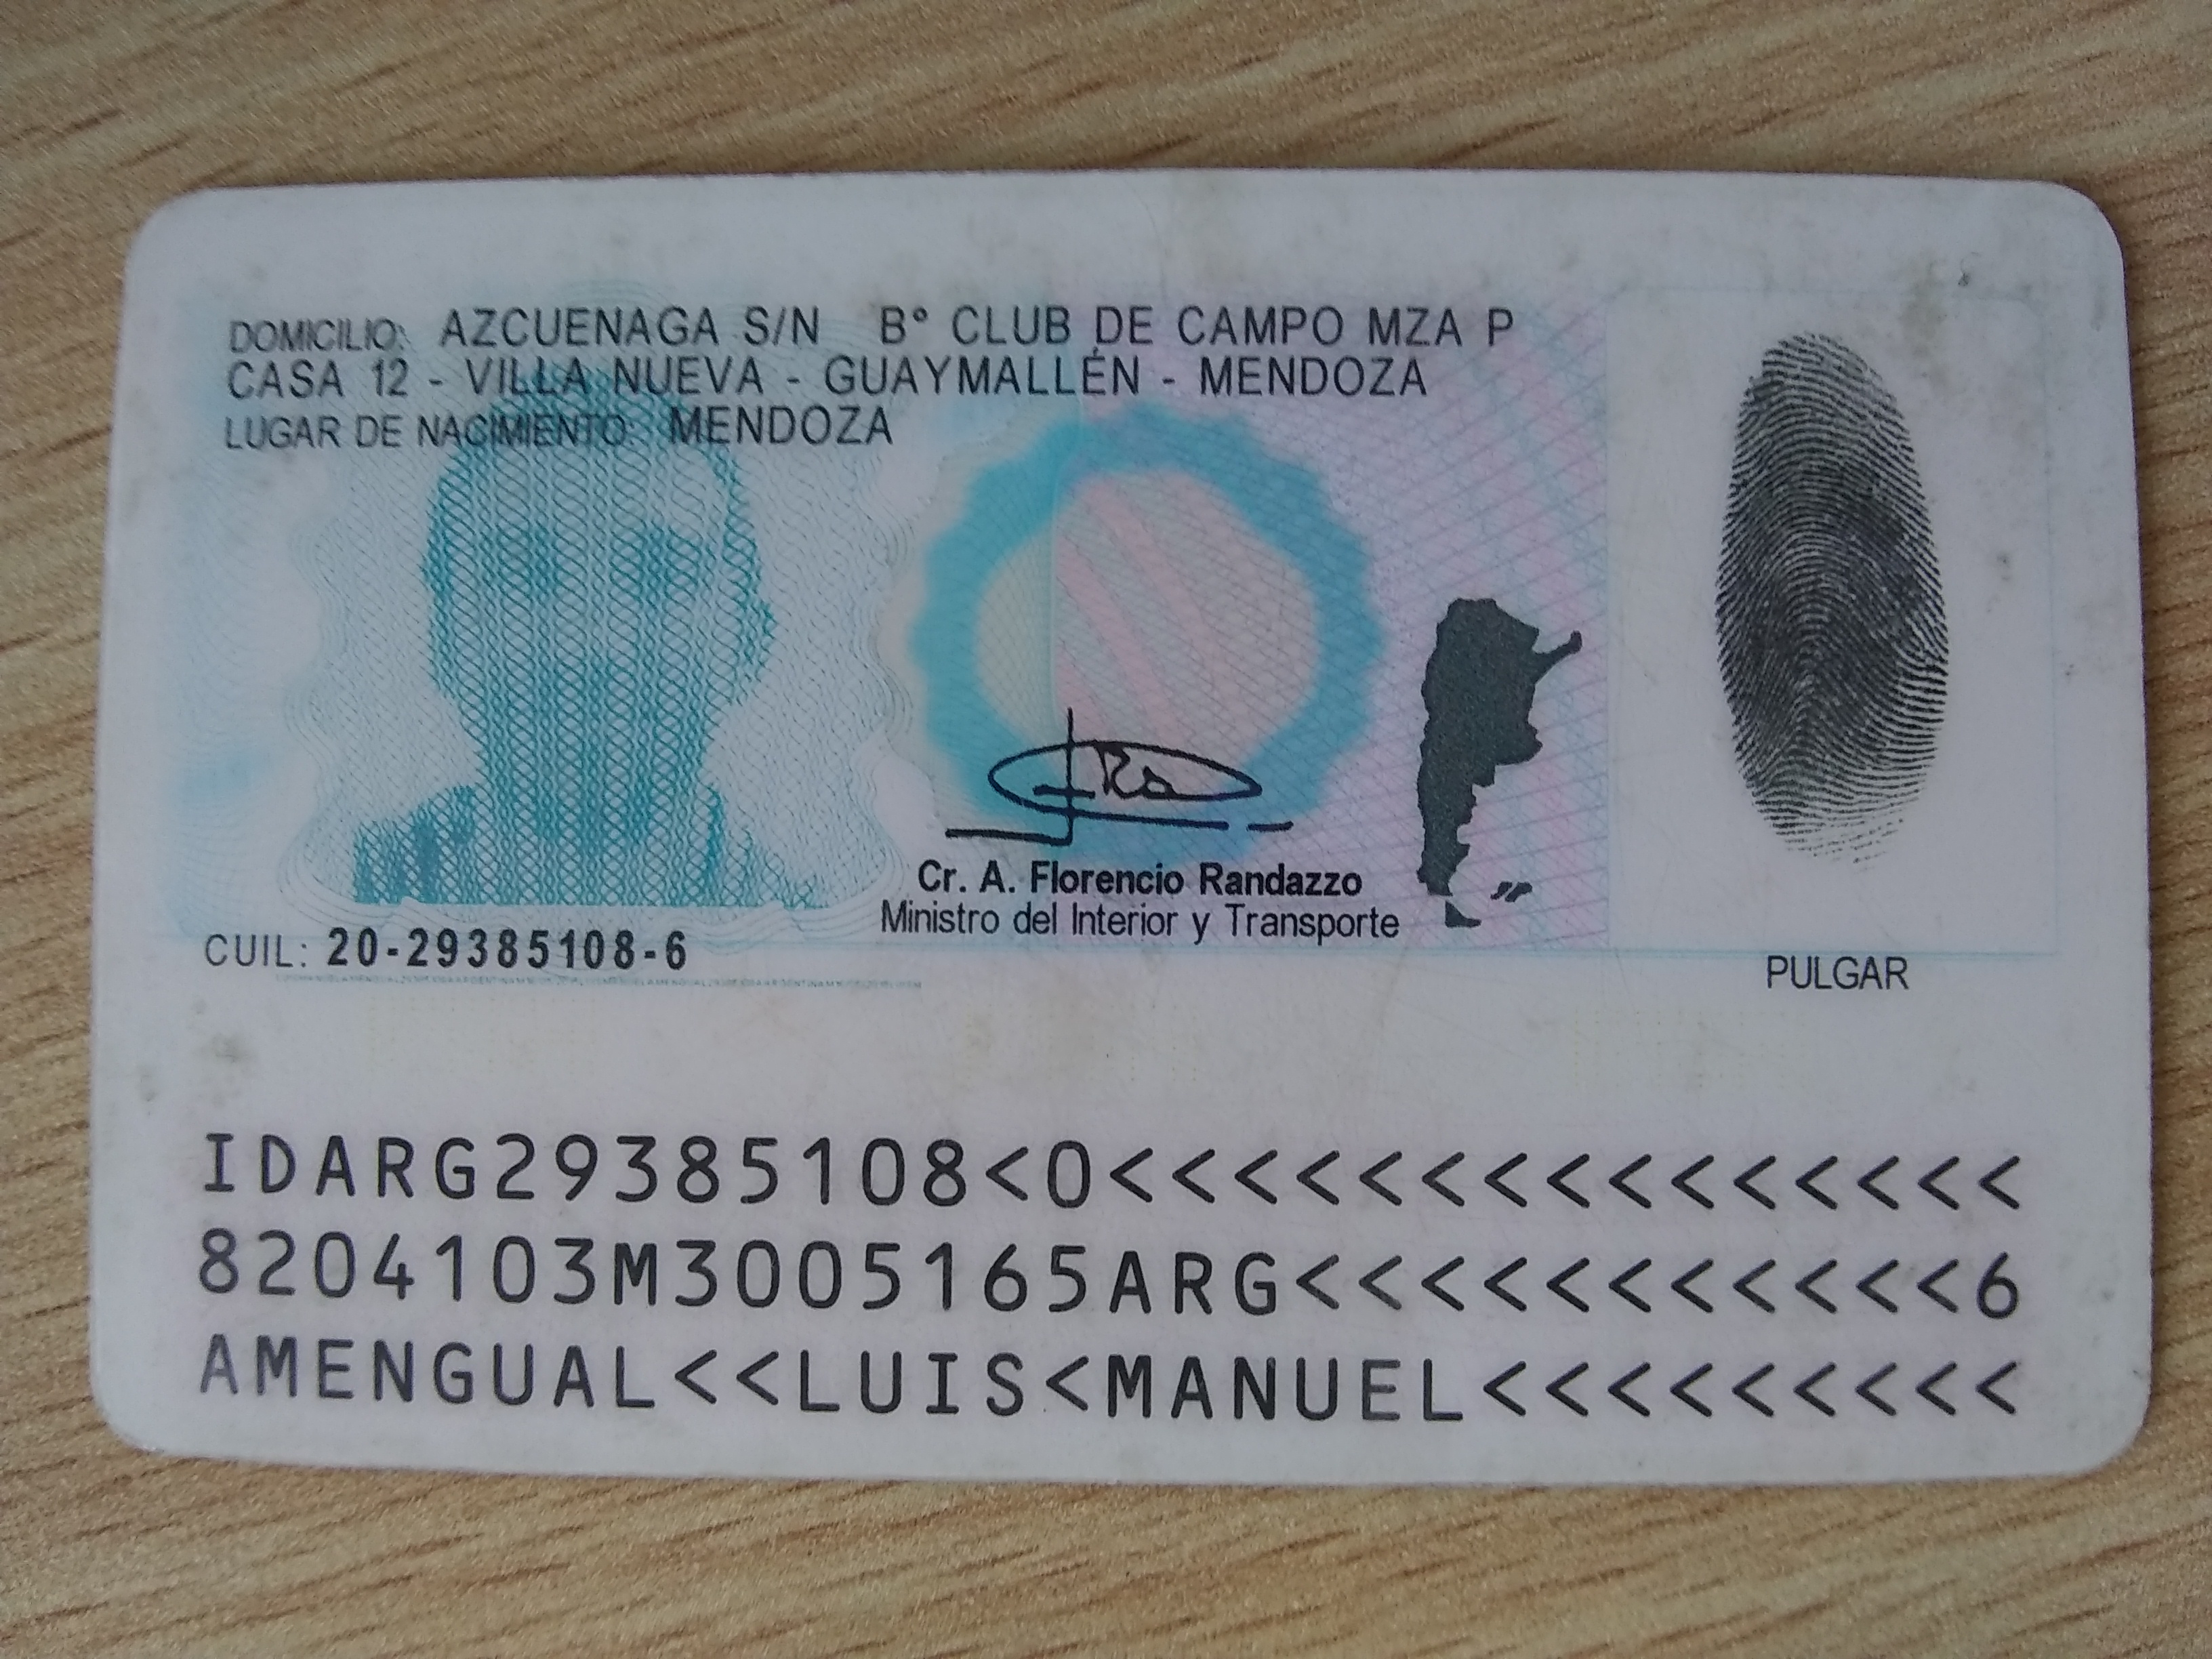 DOMICILIO: AZCUENAGA S/N B° CLUB DE CAMPO MZA P
CASA 12 - VILLA NUEVA - GUAYMALLÉN - MENDOZA
LUGAR DE NACIMIENTO: MENDOZA
Cr. A. Florencio Randazzo
Ministro del Interior y Transporte
CUIL: 20-29385108-6
PULGAR
IDARG29385108<0<<<<<<<<<<<<<<<
8204103M3005165ARG<<<<<<<<<<<6
AMENGUAL<<LUIS<MANUEL<<<<<<<<<